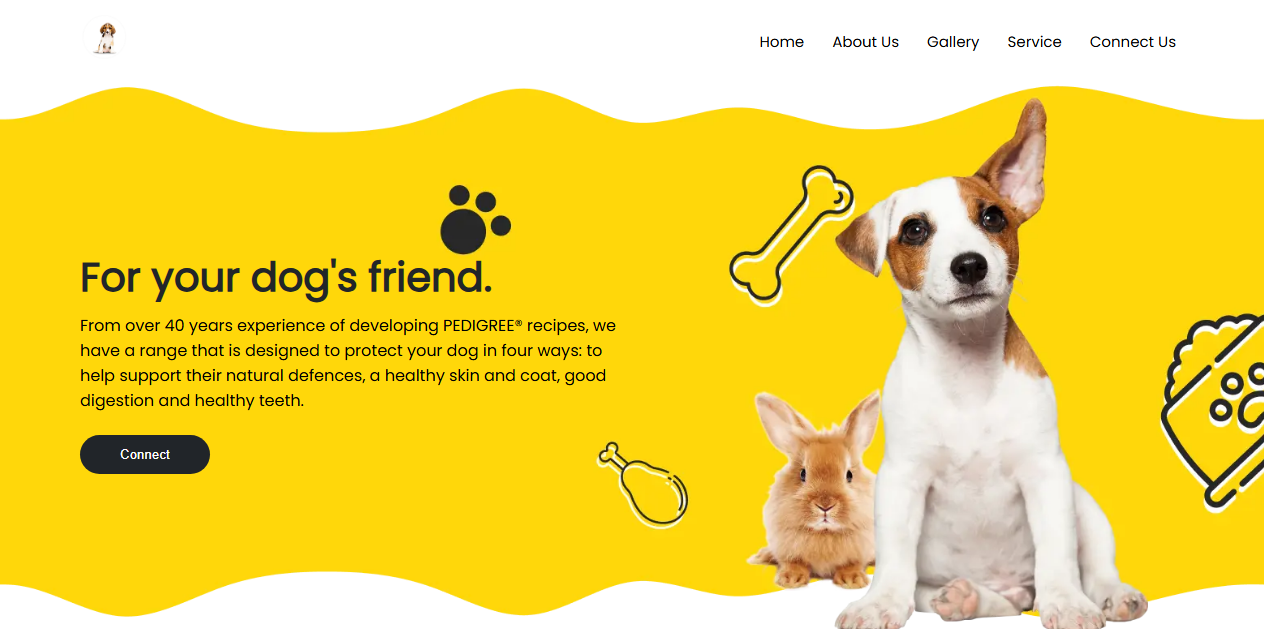 Home About Us Gallery Service Connect Us
For your dog's friend.
From over 40 years experience of developing PEDIGREE® recipes, we
have a range that is designed to protect your dog in four ways: to
help support their natural defences, a healthy skin and coat, good
digestion and healthy teeth.
Connect